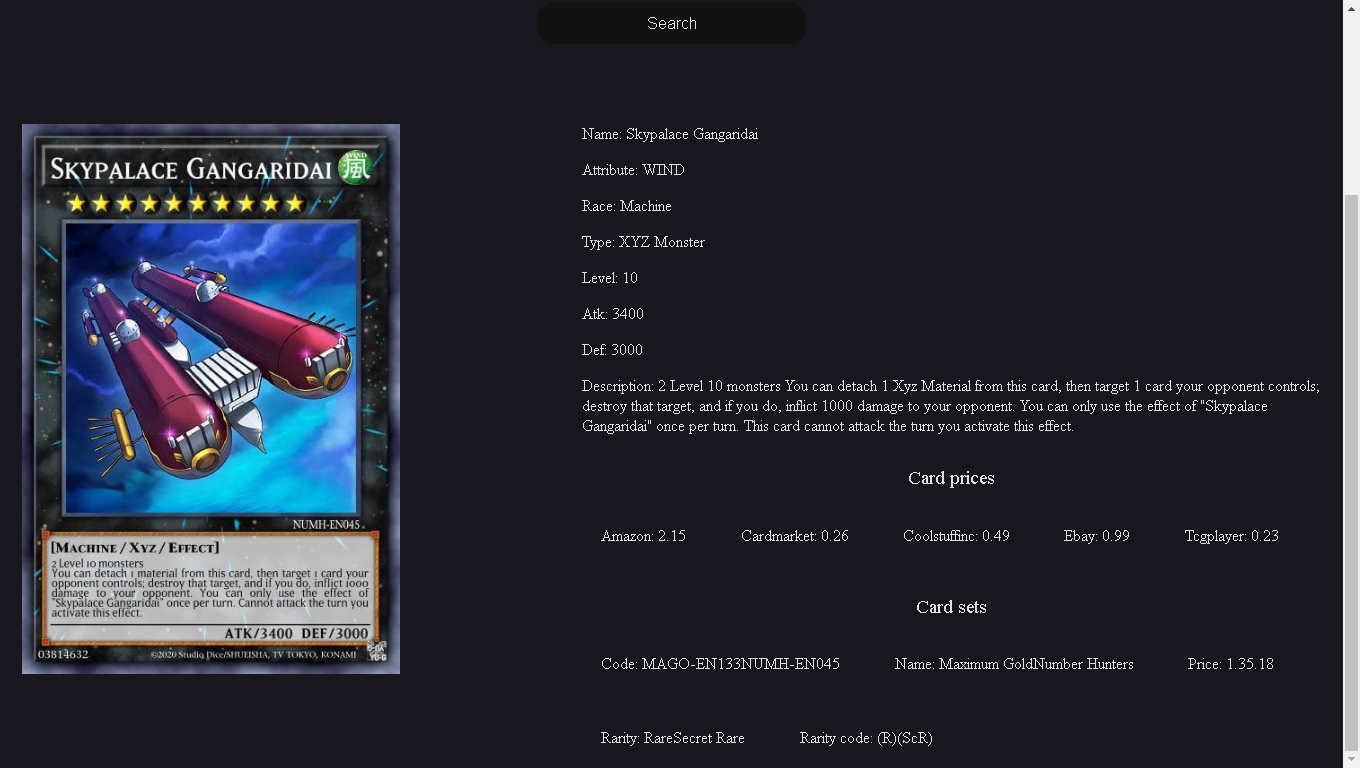 Search
SKYPALACE GANGARIDAI
WIND
風
NUMH-EN045
[MACHINE / XYZ / EFFECT]
2 Level 10 monsters
You can detach 1 material from this card, then target 1 card your
opponent controls; destroy that target, and if you do, inflict 1000
damage to your opponent. You can only use the effect of
"Skypalace Gangaridai" once per turn. Cannot attack the turn you
activate this effect.
ATK/3400 DEF/3000
03814632
©2020 Studio Dice/SHUEISHA, TV TOKYO, KONAMI
Name: Skypalace Gangaridai
Attribute: WIND
Race: Machine
Type: XYZ Monster
Level: 10
Atk: 3400
Def: 3000
Description: 2 Level 10 monsters You can detach 1 Xyz Material from this card, then target 1 card your opponent controls;
destroy that target, and if you do, inflict 1000 damage to your opponent. You can only use the effect of "Skypalace
Gangaridai" once per turn. This card cannot attack the turn you activate this effect.
Card prices
Amazon: 2.15 Cardmarket: 0.26 Coolstuffinc: 0.49 Ebay: 0.99 Tcgplayer: 0.23
Card sets
Code: MAGO-EN133NUMH-EN045 Name: Maximum GoldNumber Hunters Price: 1.35.18
Rarity: RareSecret Rare Rarity code: (R)(ScR)